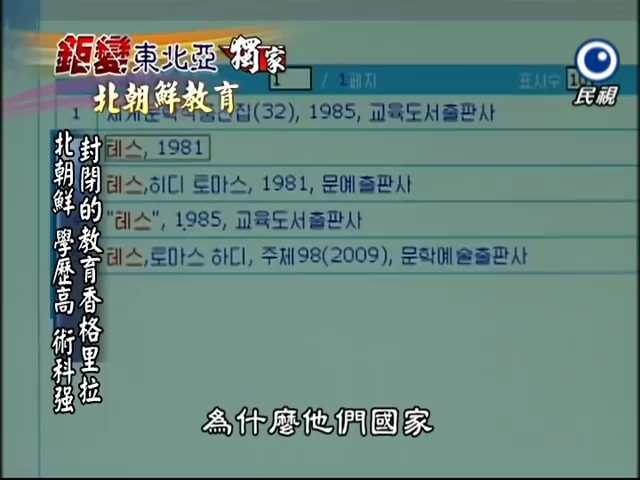 鉅變東北亞 獨家
北朝鮮教育
民視
1 / 1페지
표시수 10
1 세계문학작품선집(32), 1985, 교육도서출판사
테스, 1981
테스,히디 토마스, 1981, 문예출판사
"테스", 1985, 교육도서출판사
테스,토마스 하디, 주체98(2009), 문학예술출판사
封閉的教育香格里拉
北朝鮮 學歷高 術科強
為什麼他們國家